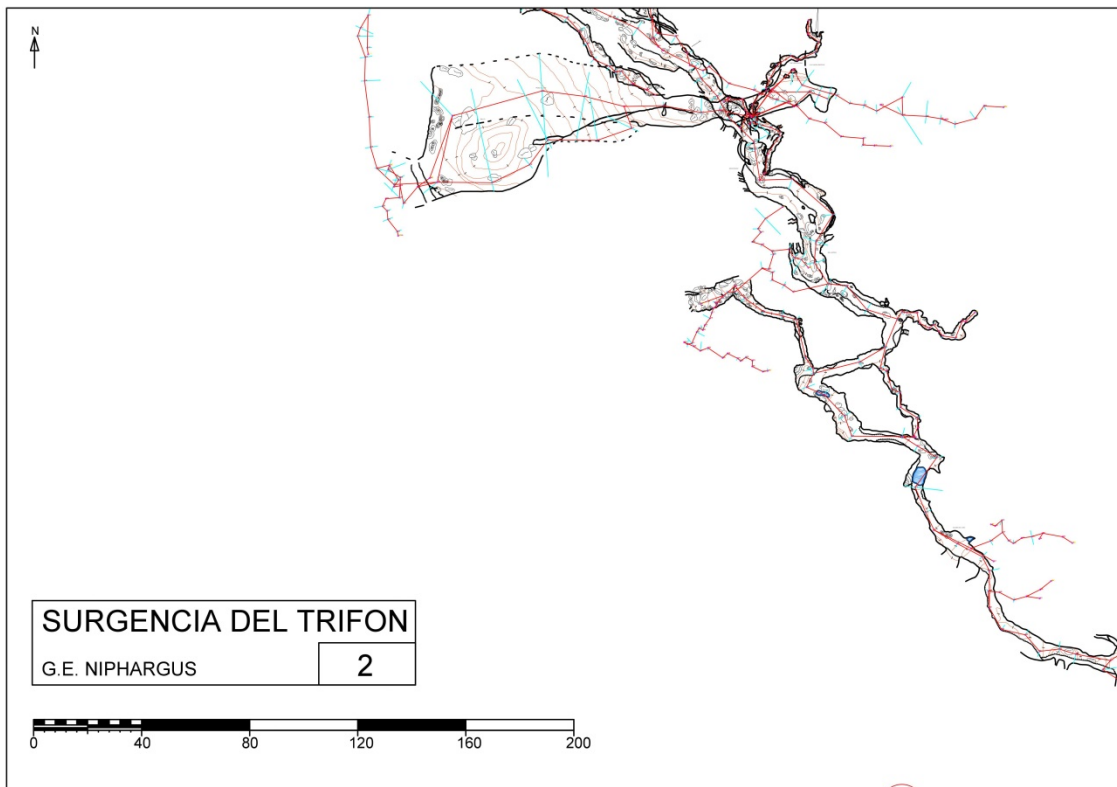 N
SURGENCIA DEL TRIFON
G.E. NIPHARGUS
2
0 40 80 120 160 200